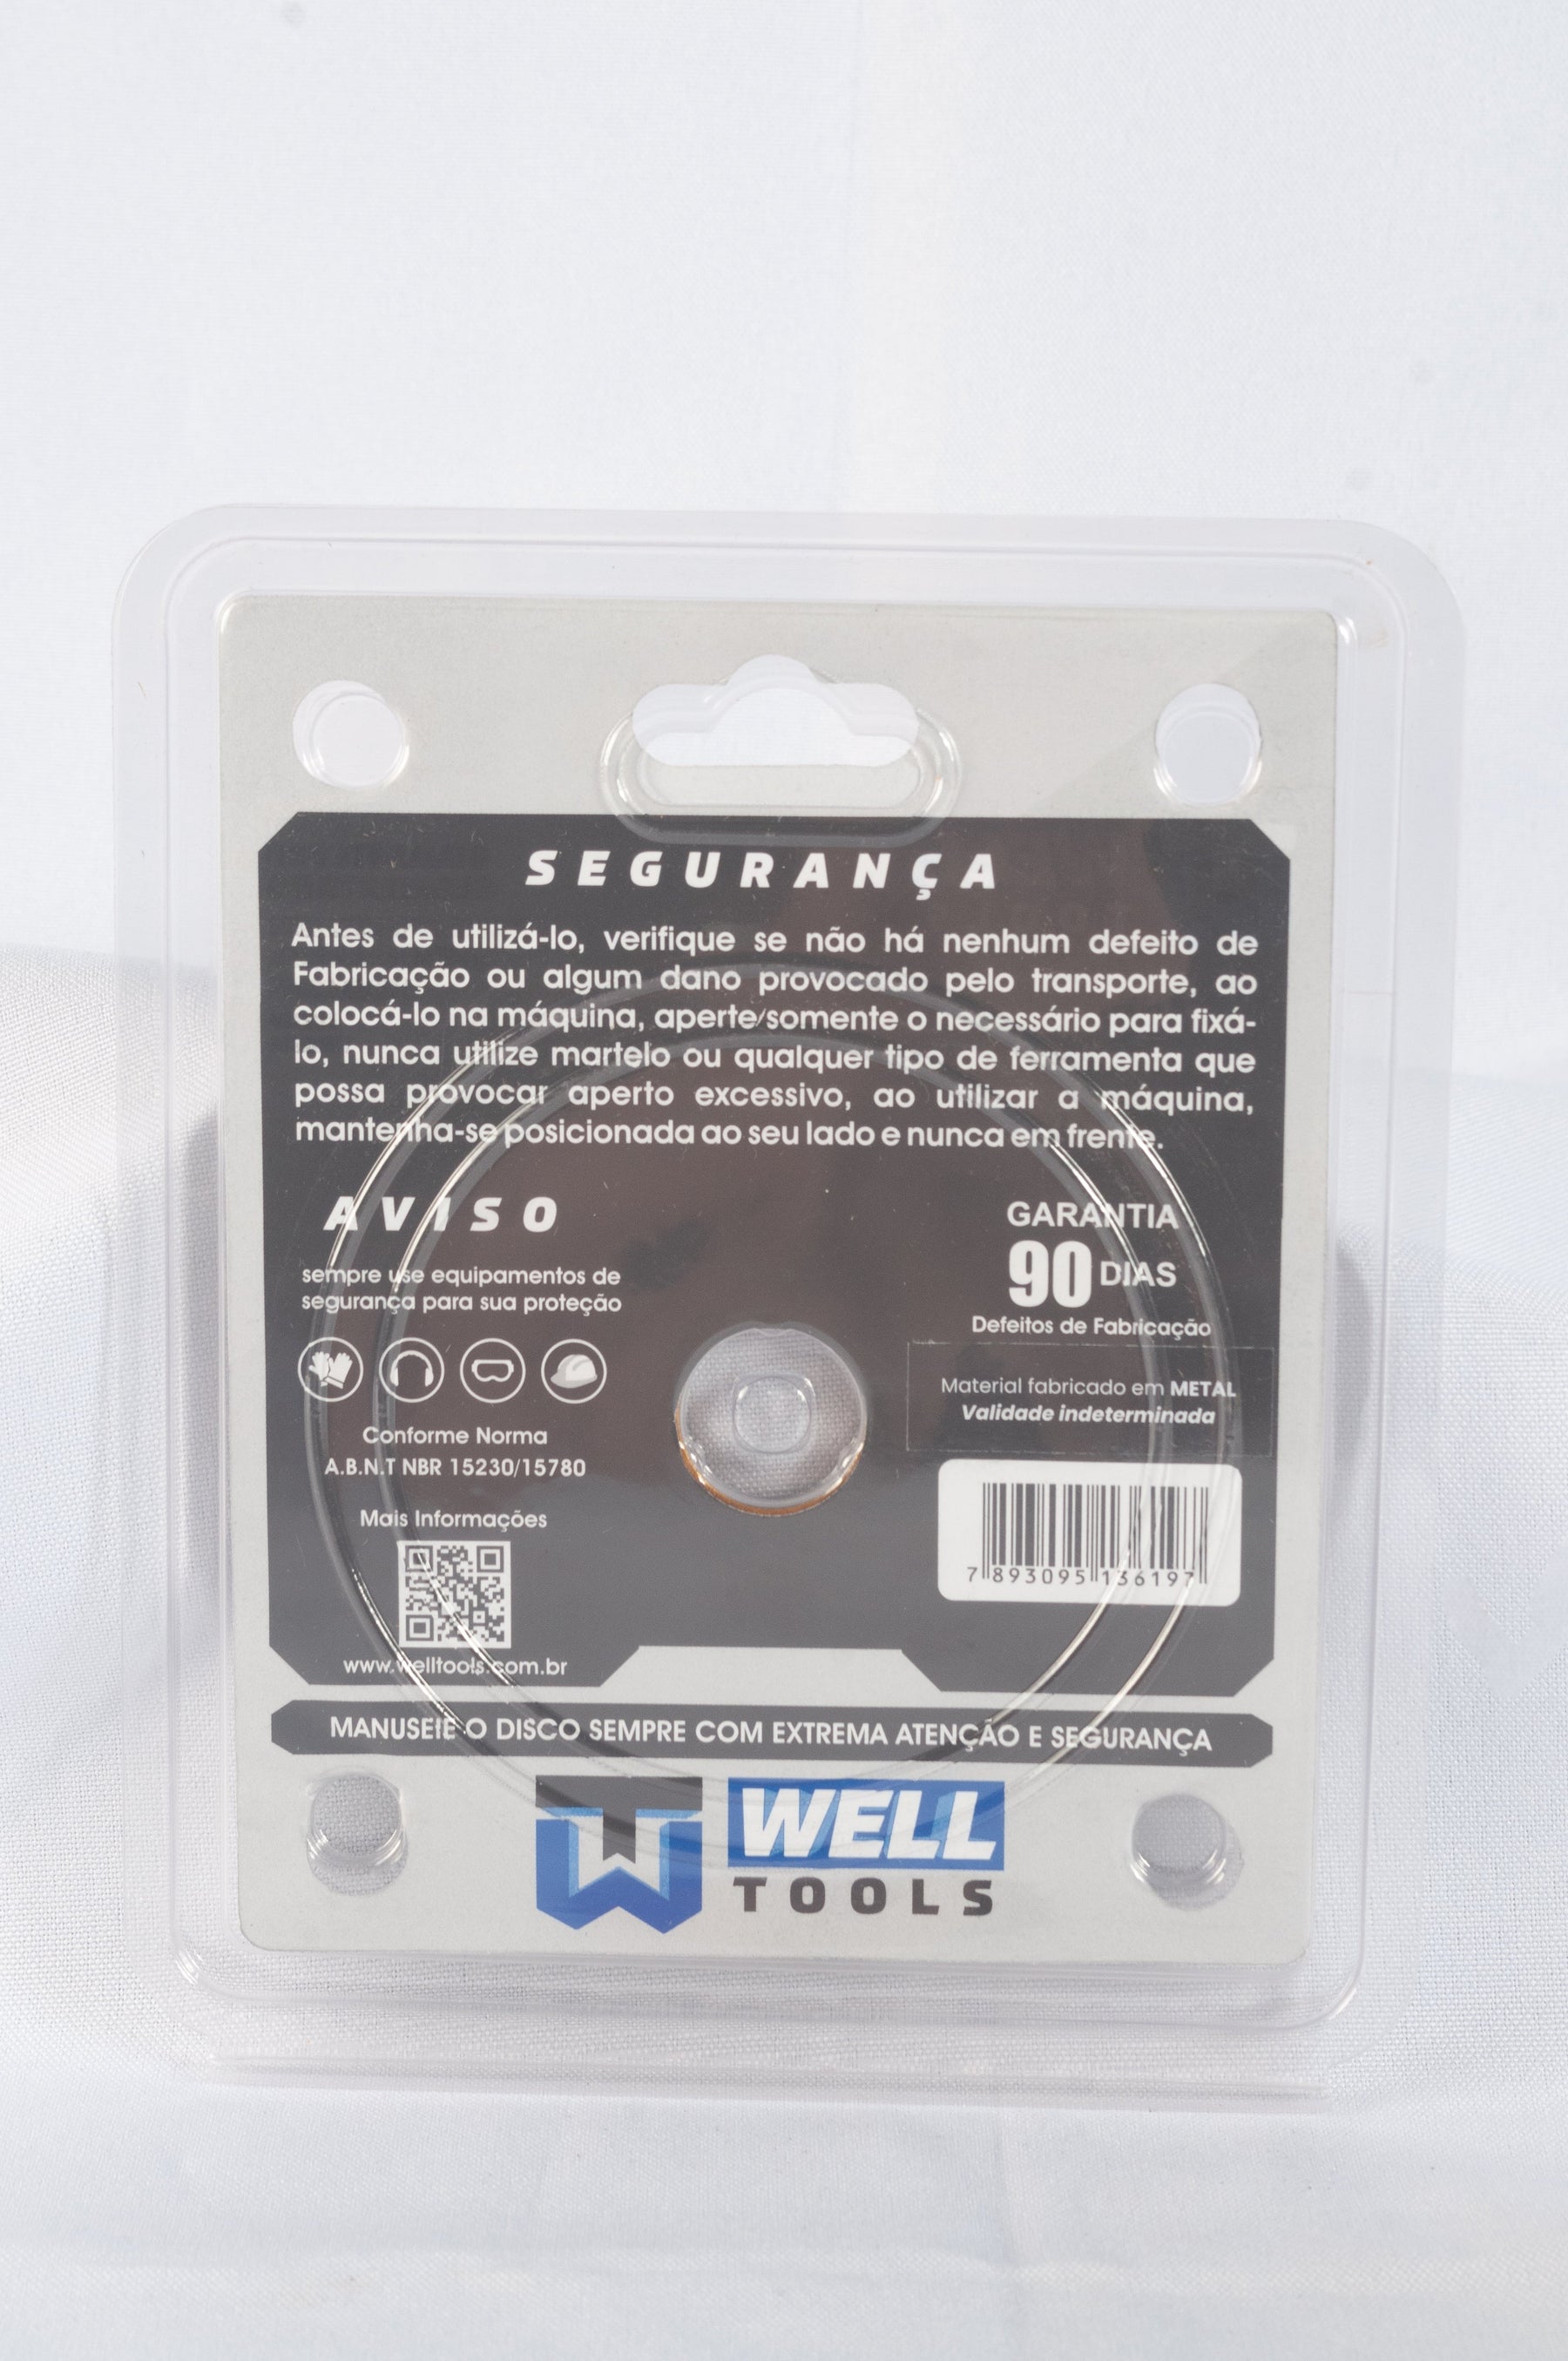 SEGURANÇA
Antes de utilizá-lo, verifique se não há nenhum defeito de
Fabricação ou algum dano provocado pelo transporte, ao
colocá-lo na máquina, aperte somente o necessário para fixá-
lo, nunca utilize martelo ou qualquer tipo de ferramenta que
possa provocar aperto excessivo, ao utilizar a máquina,
mantenha-se posicionada ao seu lado e nunca em frente.
AVISO
sempre use equipamentos de
segurança para sua proteção
Conforme Norma
A.B.N.T NBR 15230/15780
Mais Informações
www.welltools.com.br
GARANTIA
90 DIAS
Defeitos de Fabricação
Material fabricado em METAL
Validade indeterminada
7 893095 136197
MANUSEIE O DISCO SEMPRE COM EXTREMA ATENÇÃO E SEGURANÇA
WELL
TOOLS